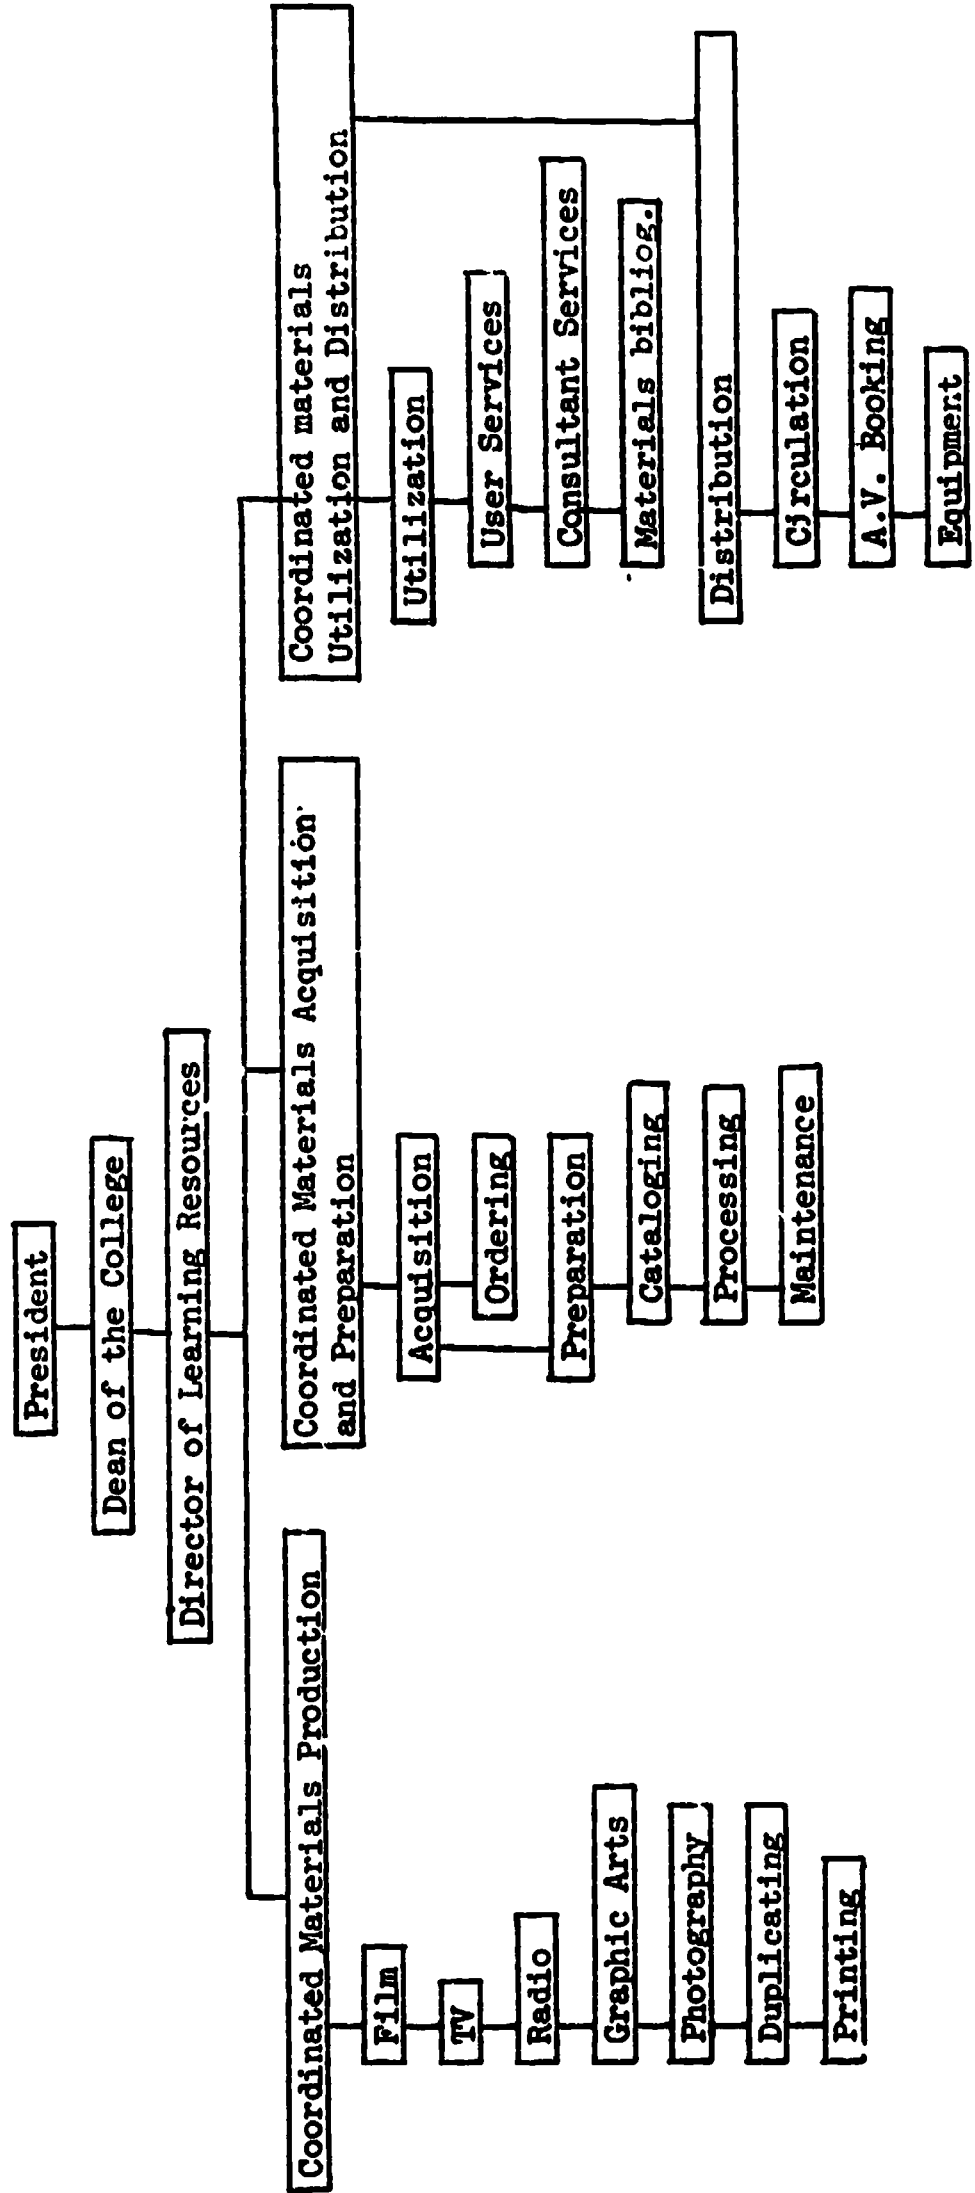 President
Dean of the College
Director of Learning Resources
Coordinated Materials Production
Film
TV
Radio
Graphic Arts
Photography
Duplicating
Printing
Coordinated Materials Acquisition
and Preparation
Acquisition
Ordering
Preparation
Cataloging
Processing
Maintenance
Coordinated materials
Utilization and Distribution
Utilization
User Services
Consultant Services
Materials bibliog.
Distribution
Circulation
A.V. Booking
Equipment